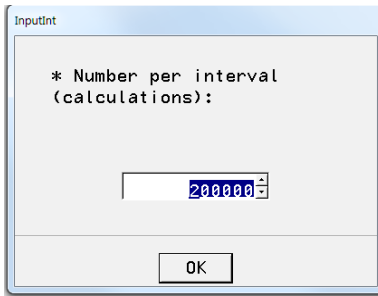 InputInt
* Number per interval
(calculations):
200000
OK